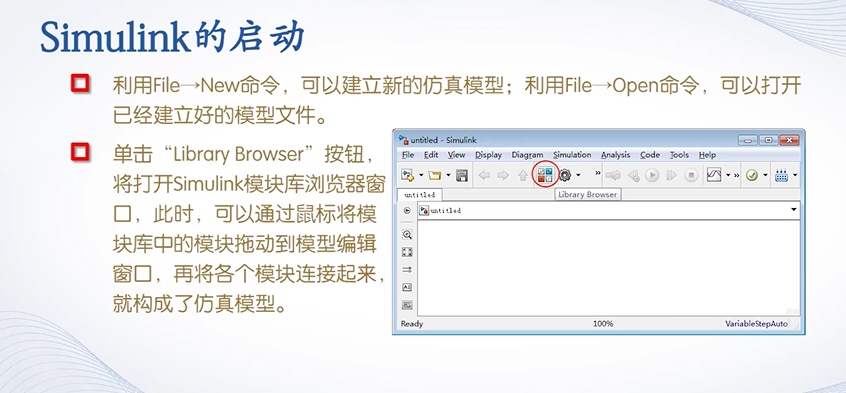 Simulink的启动
利用File→New命令，可以建立新的仿真模型；利用File→Open命令，可以打开
已经建立好的模型文件。
单击“Library Browser”按钮，
将打开Simulink模块库浏览器窗
口，此时，可以通过鼠标将模
块库中的模块拖动到模型编辑
窗口，再将各个模块连接起来，
就构成了仿真模型。
untitled - Simulink
File Edit View Display Diagram Simulation Analysis Code Tools Help
untitled
Library Browser
untitled
Ready 100% VariableStepAuto